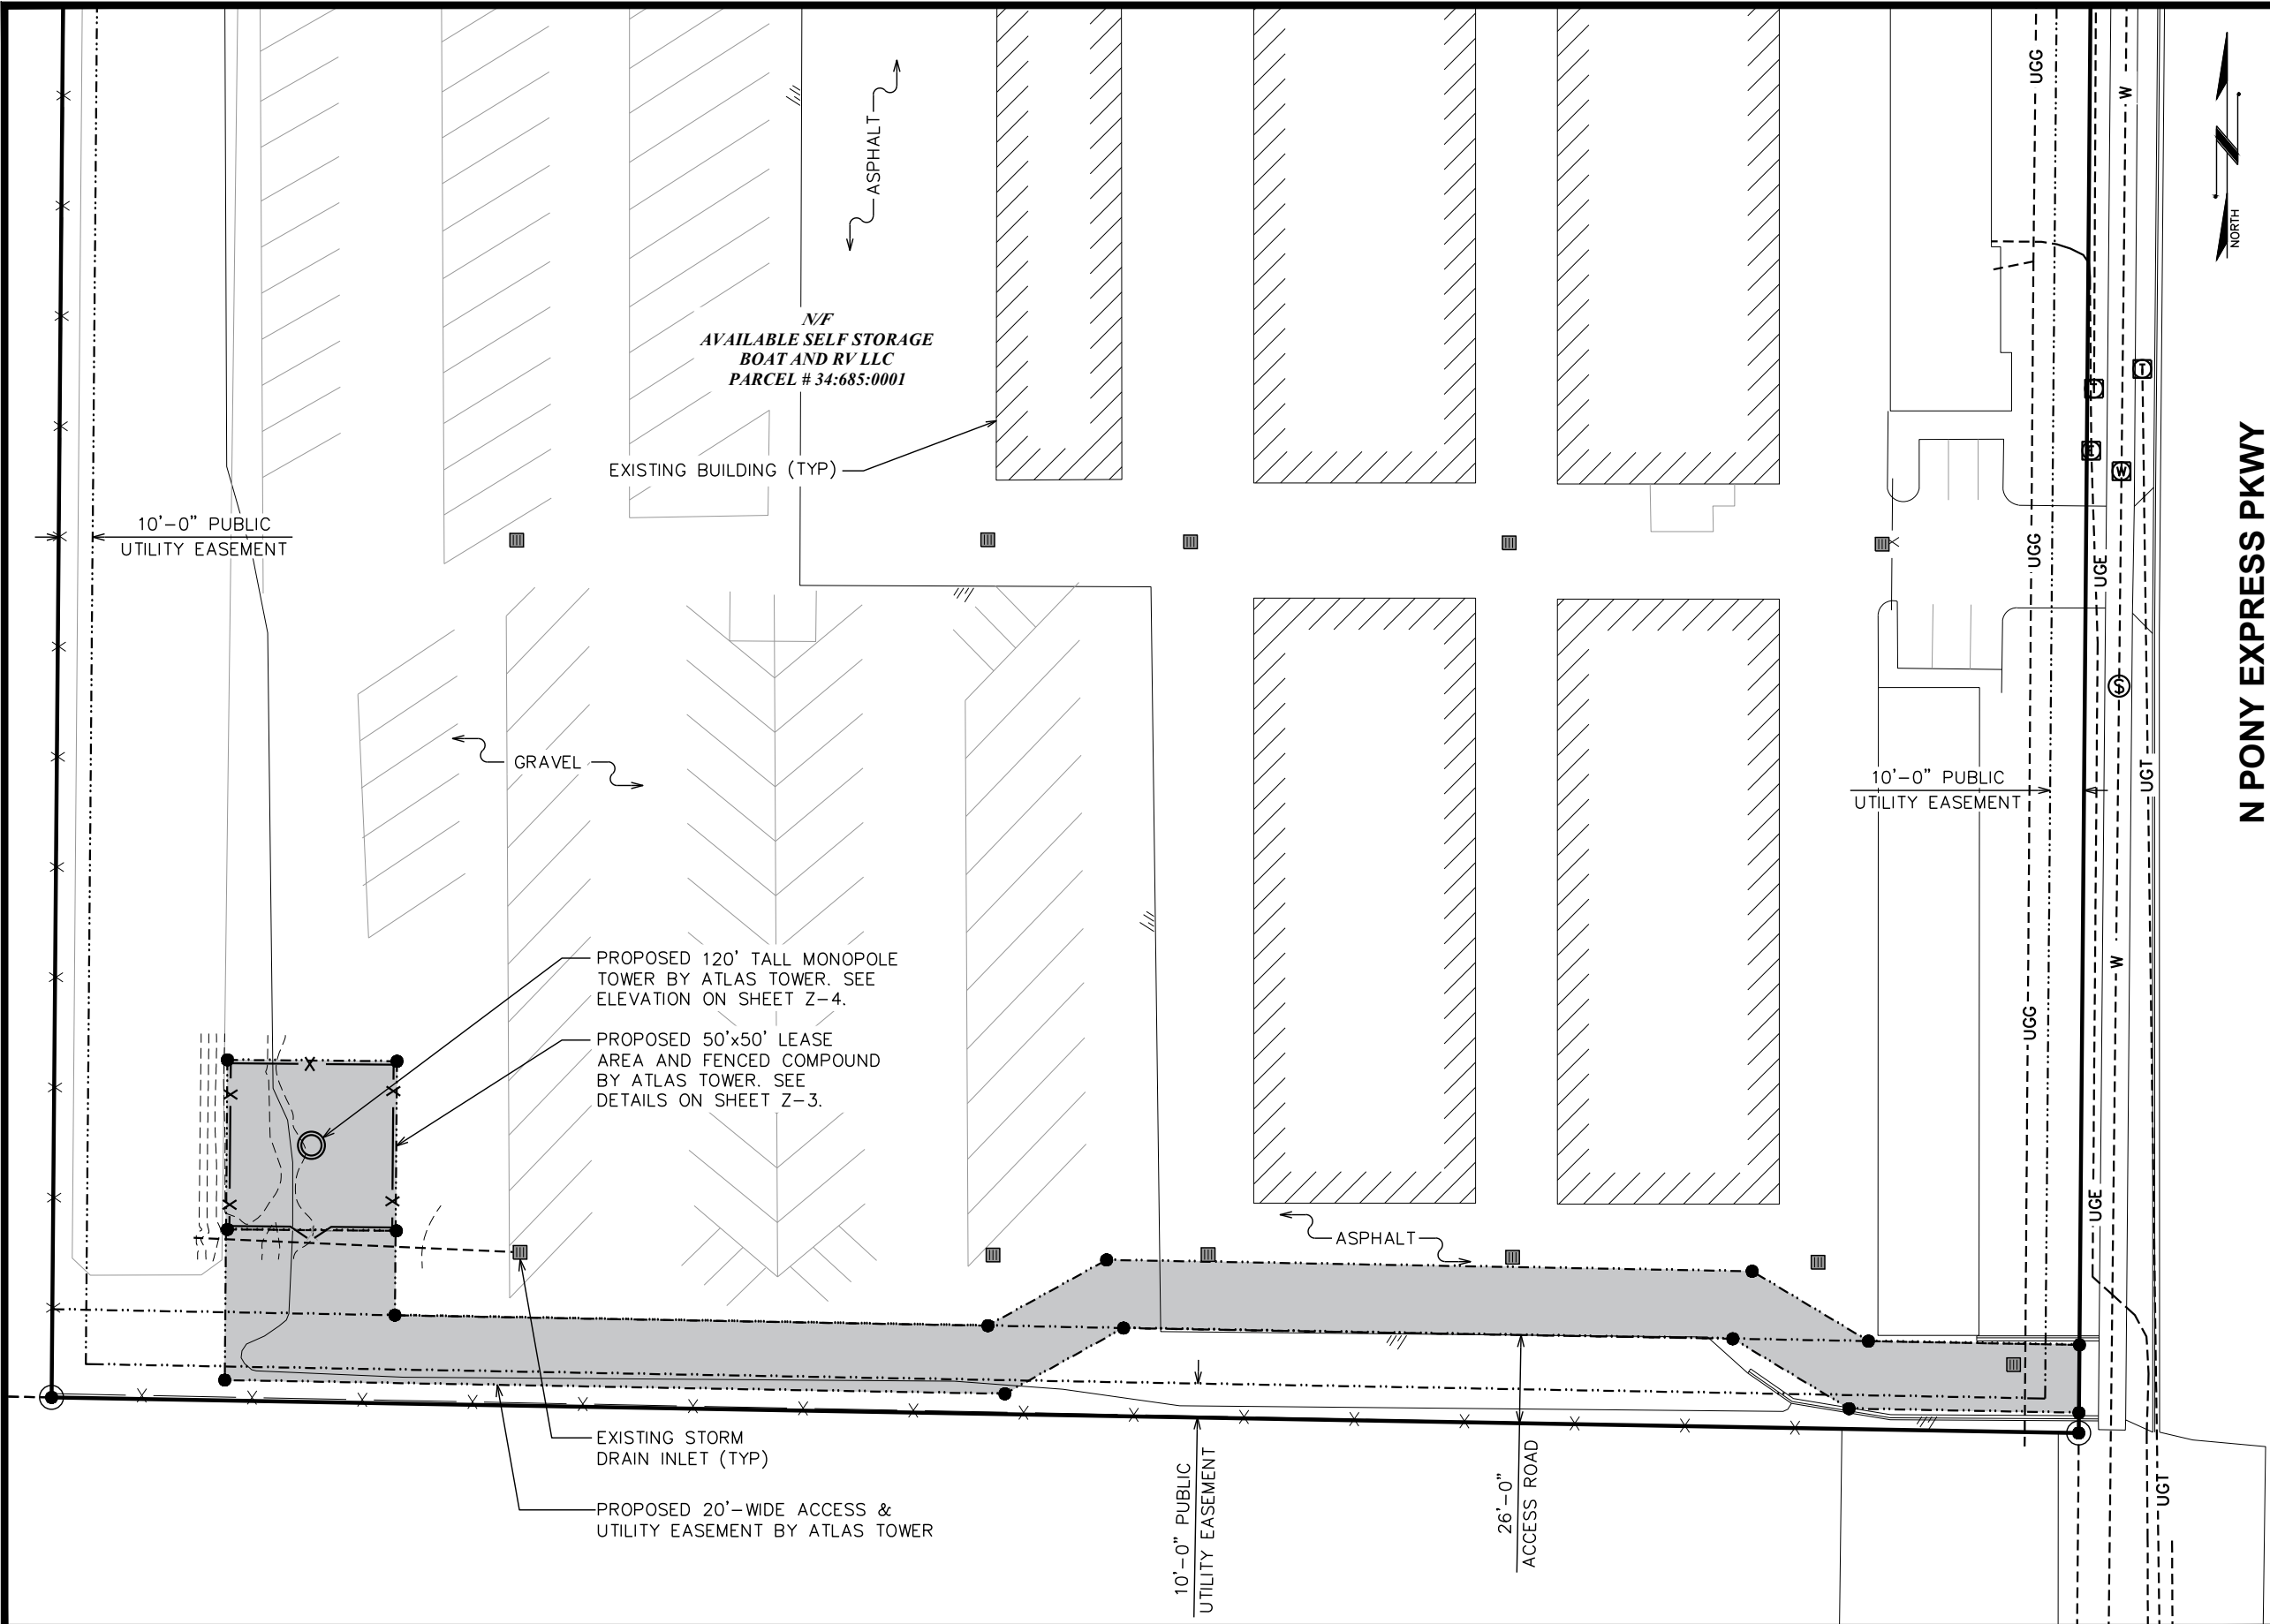 UGG
W
ASPHALT
NORTH
N/F
AVAILABLE SELF STORAGE
BOAT AND RV LLC
PARCEL # 34:685:0001
T
T
E
W
EXISTING BUILDING (TYP)
10'-0" PUBLIC
UTILITY EASEMENT
UGG
UGE
N PONY EXPRESS PKWY
S
GRAVEL
10'-0" PUBLIC
UTILITY EASEMENT
UGT
PROPOSED 120' TALL MONOPOLE
TOWER BY ATLAS TOWER. SEE
ELEVATION ON SHEET Z-4.
W
UGG
PROPOSED 50'x50' LEASE
AREA AND FENCED COMPOUND
BY ATLAS TOWER. SEE
DETAILS ON SHEET Z-3.
UGE
ASPHALT
EXISTING STORM
DRAIN INLET (TYP)
PROPOSED 20'-WIDE ACCESS &
UTILITY EASEMENT BY ATLAS TOWER
10'-0" PUBLIC
UTILITY EASEMENT
26'-0"
ACCESS ROAD
UGT